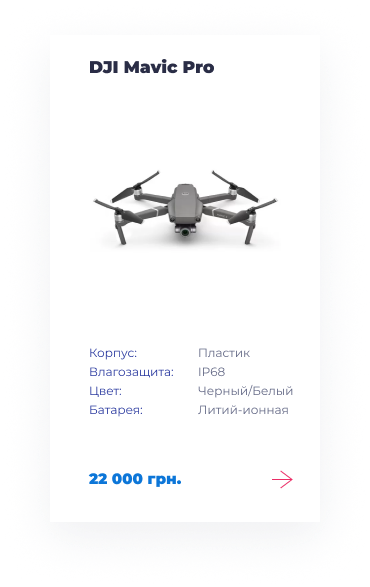 DJI Mavic Pro
Корпус: Пластик
Влагозащита: IP68
Цвет: Черный/Белый
Батарея: Литий-ионная
22 000 грн.